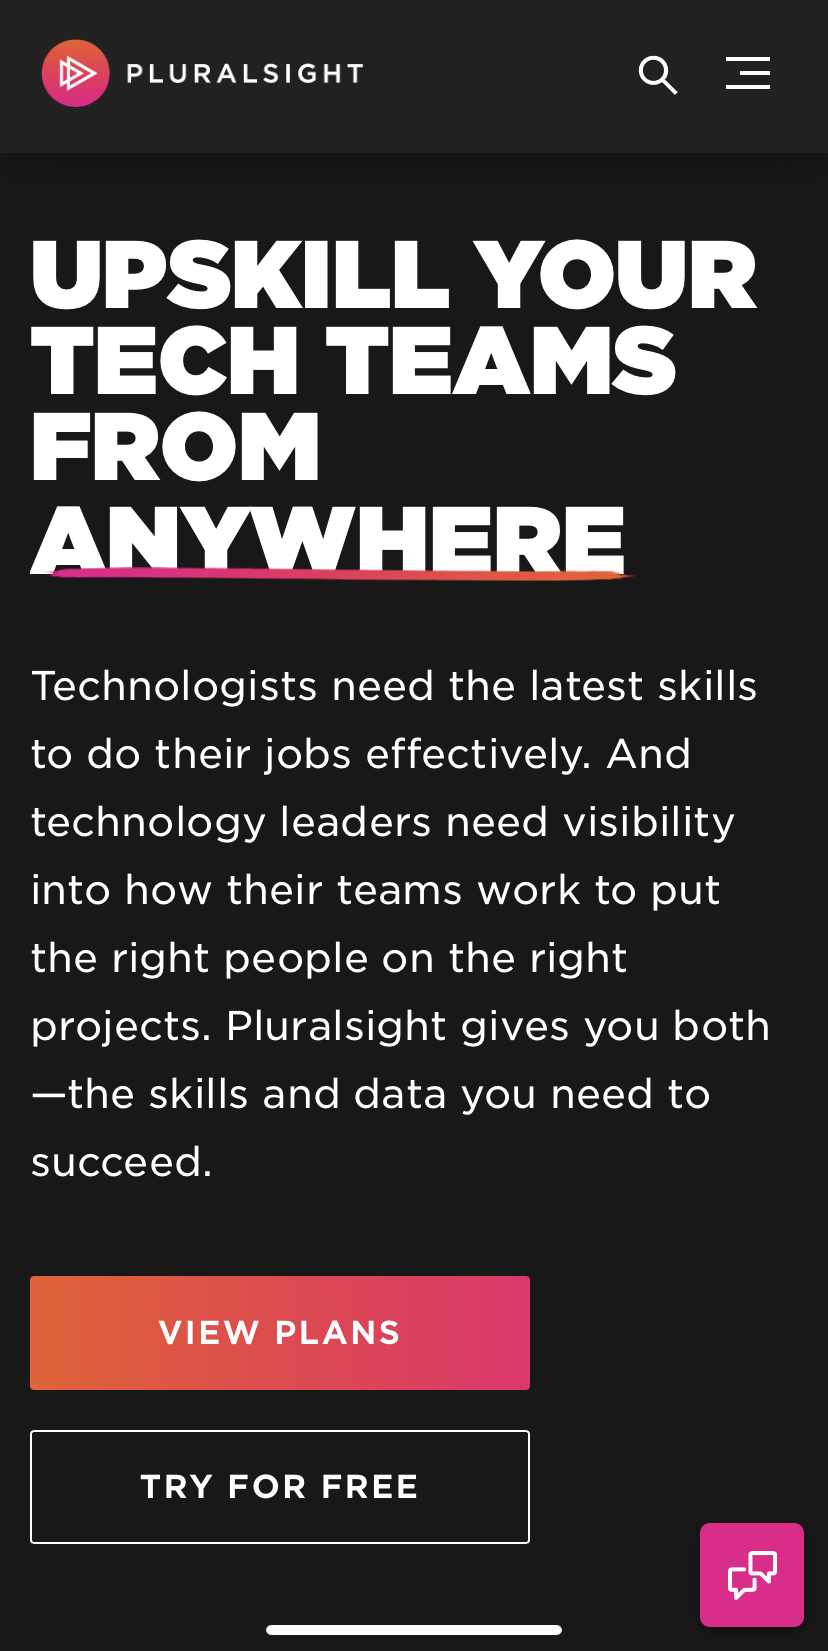 PLURALSIGHT
UPSKILL YOUR
TECH TEAMS
FROM
ANYWHERE
Technologists need the latest skills
to do their jobs effectively. And
technology leaders need visibility
into how their teams work to put
the right people on the right
projects. Pluralsight gives you both
—the skills and data you need to
succeed.
VIEW PLANS
TRY FOR FREE